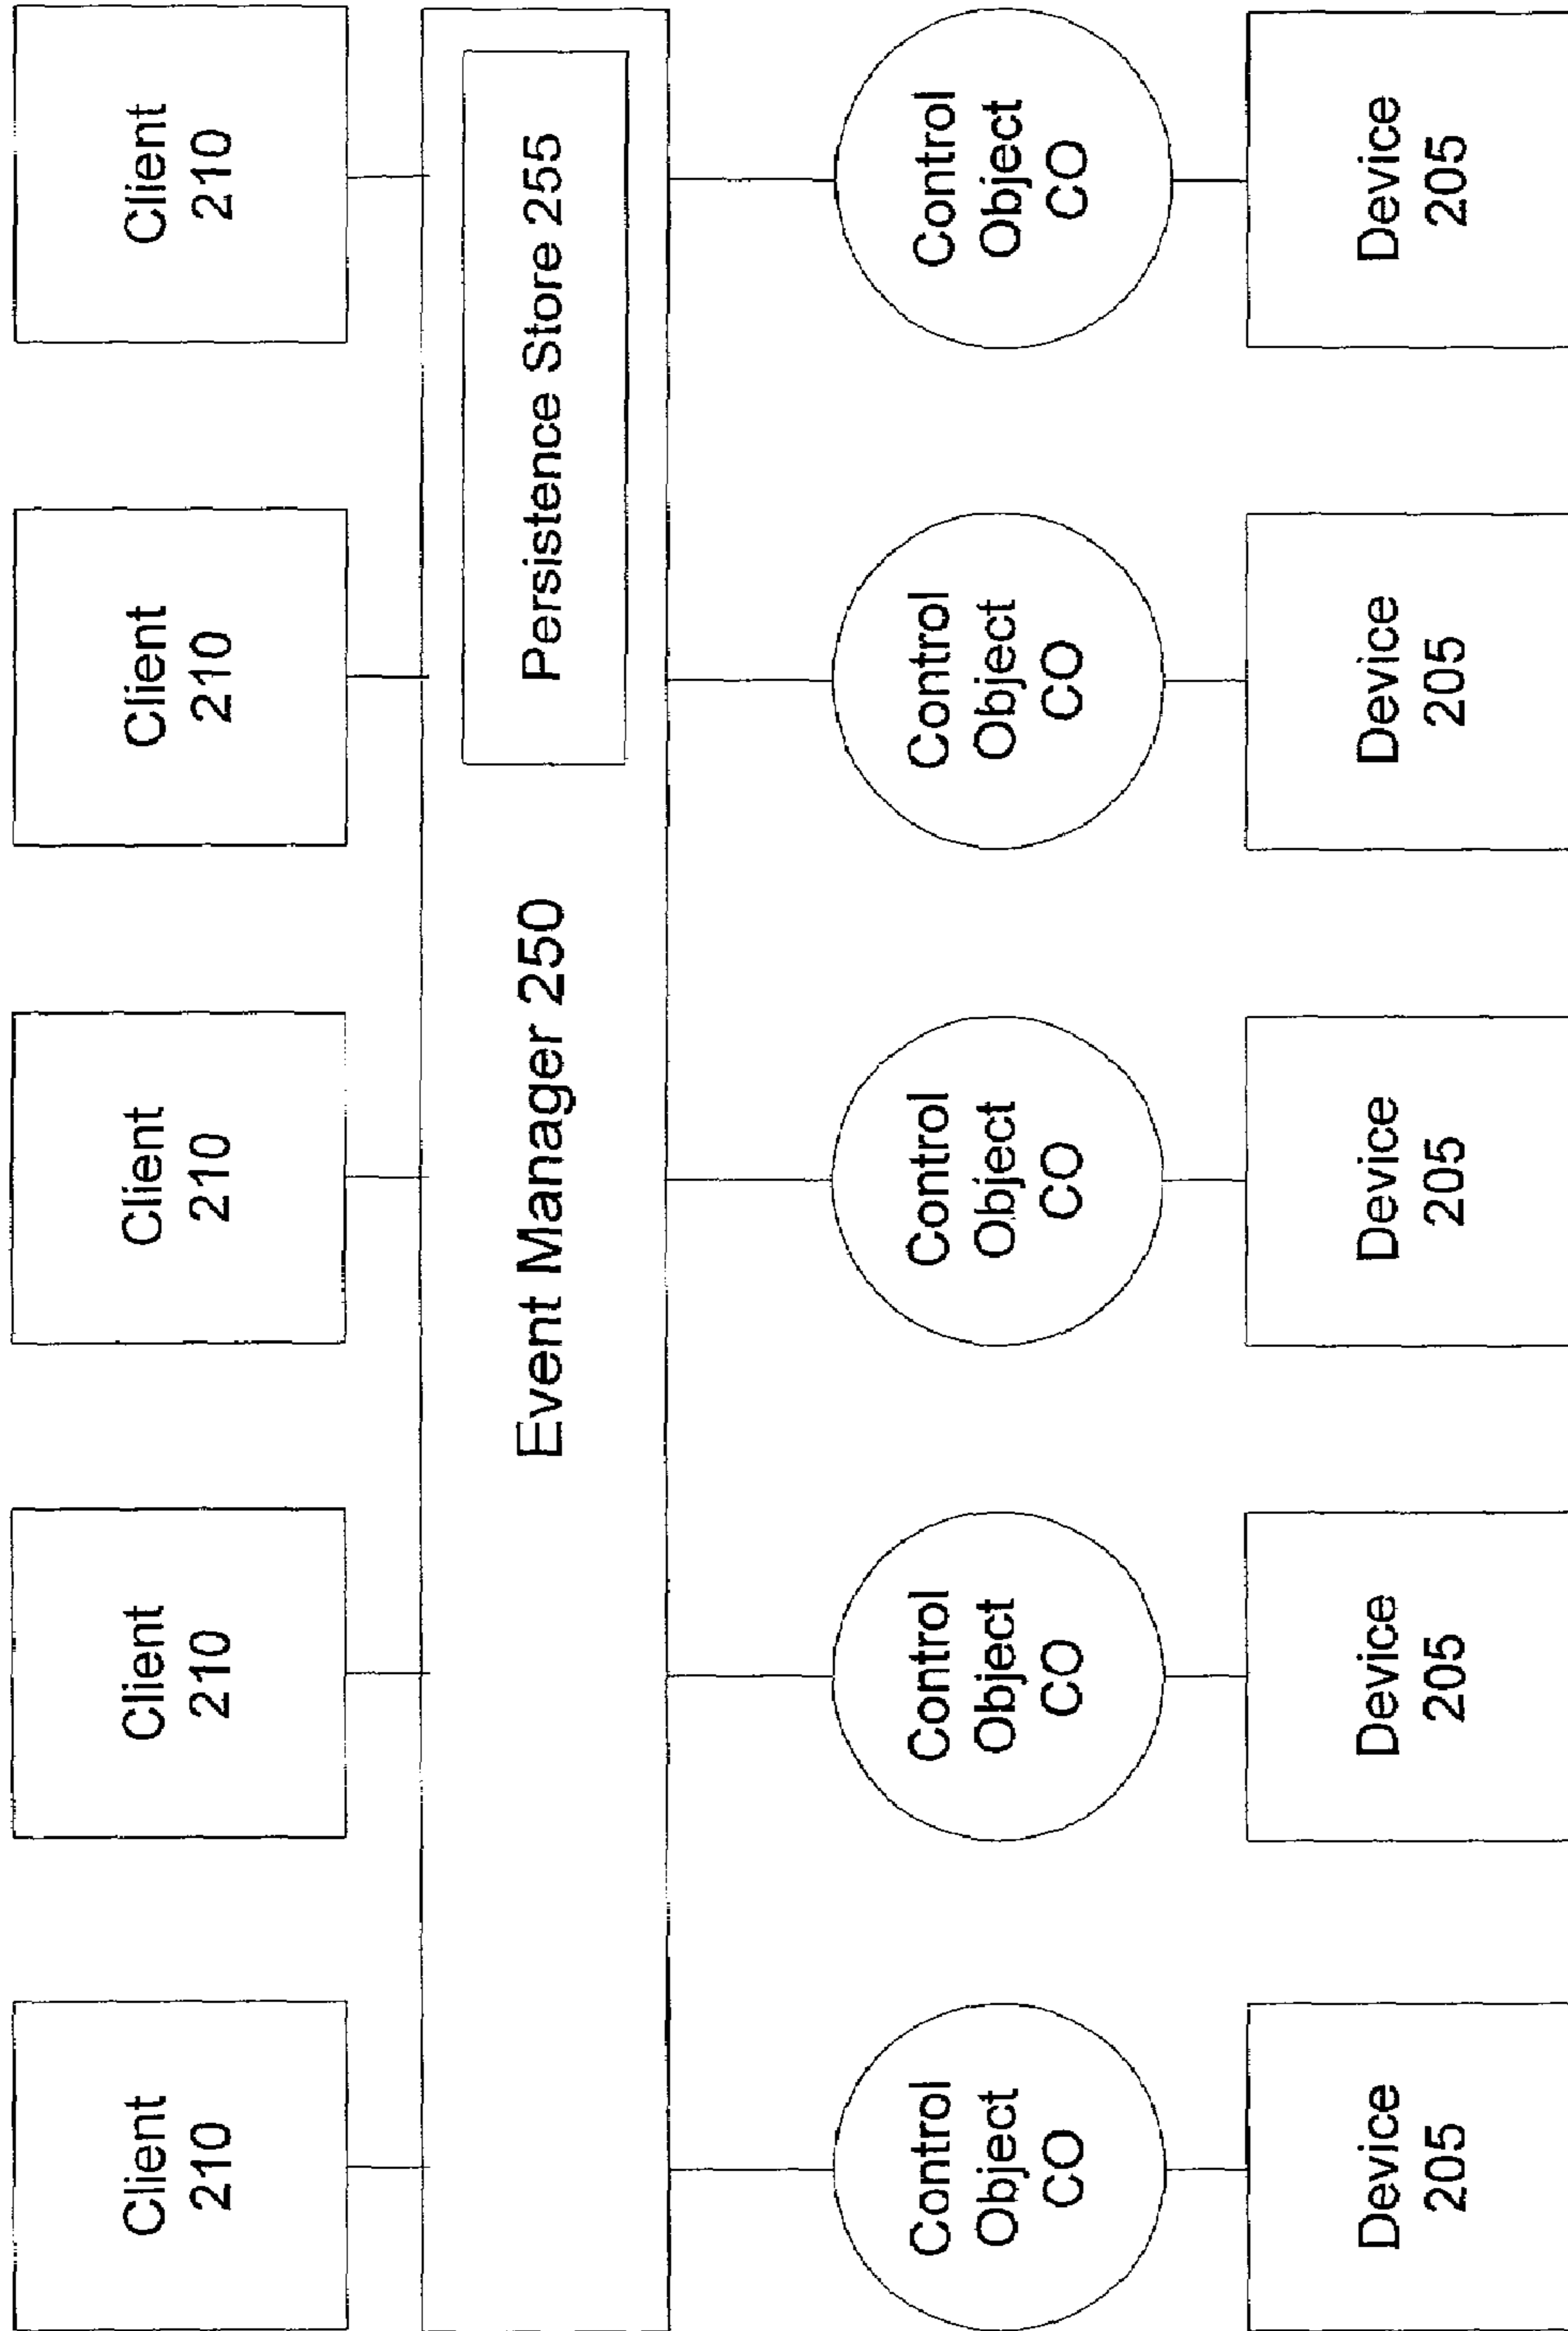 Client
210
Client
210
Client
210
Client
210
Client
210
Event Manager 250
Persistence Store 255
Control
Object
CO
Control
Object
CO
Control
Object
CO
Control
Object
CO
Control
Object
CO
Device
205
Device
205
Device
205
Device
205
Device
205